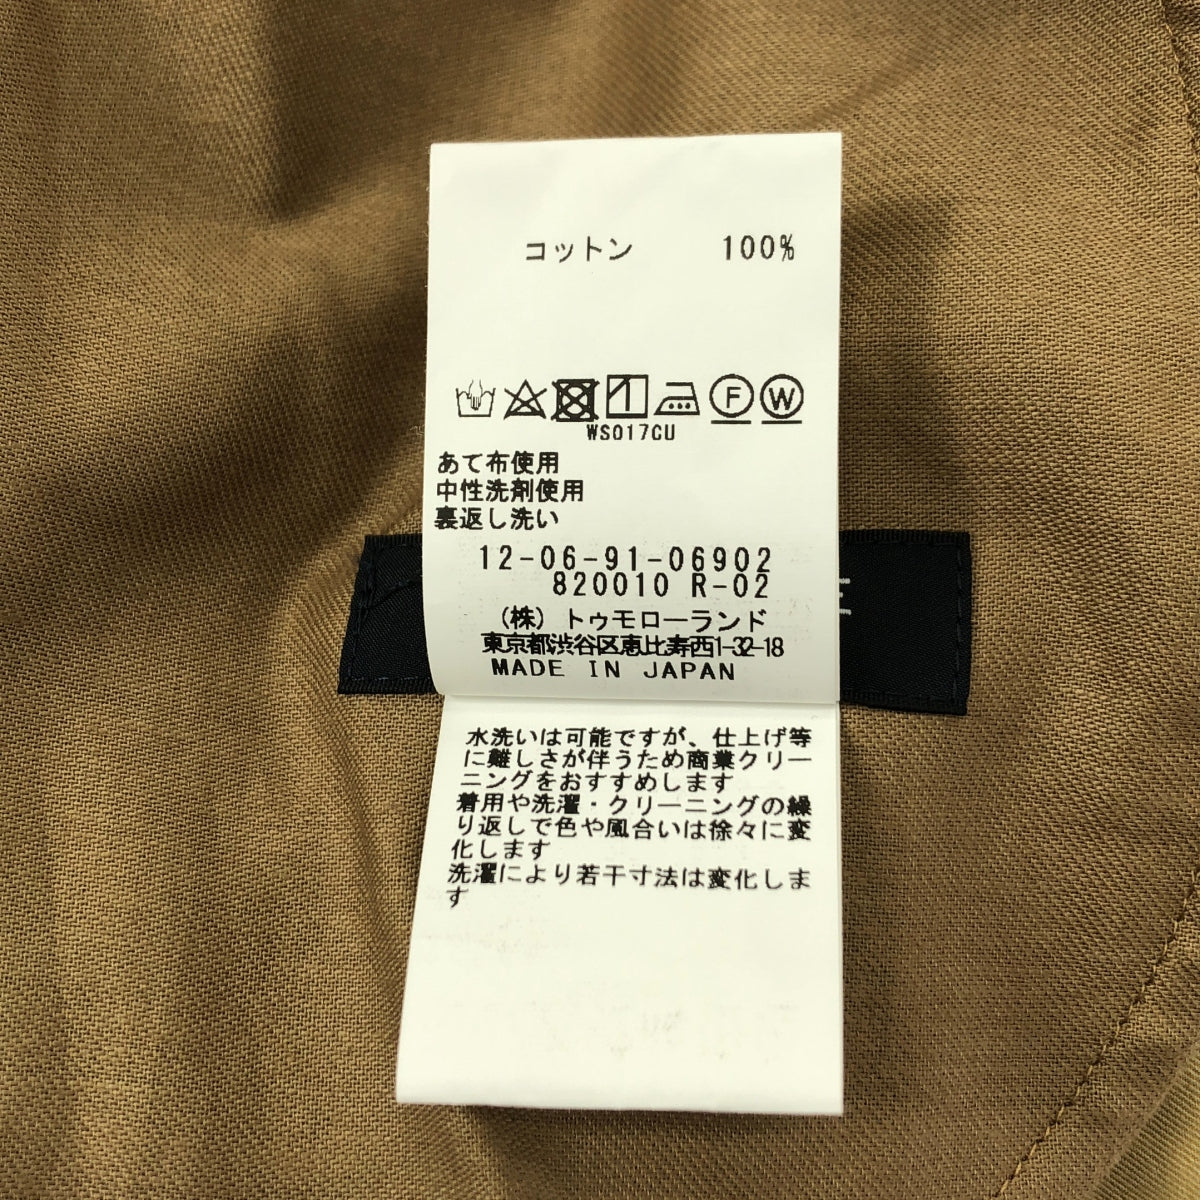 コットン 100%
F W
WS017CU
あて布使用
中性洗剤使用
裏返し洗い
12-06-91-06902
820010 R-02
(株)トゥモローランド
東京都渋谷区恵比寿西1-32-18
MADE IN JAPAN
水洗いは可能ですが、仕上げ等
に難しさが伴うため商業クリー
ニングをおすすめします
着用や洗濯・クリーニングの繰
り返しで色や風合いは徐々に変
化します
洗濯により若干寸法は変化しま
す